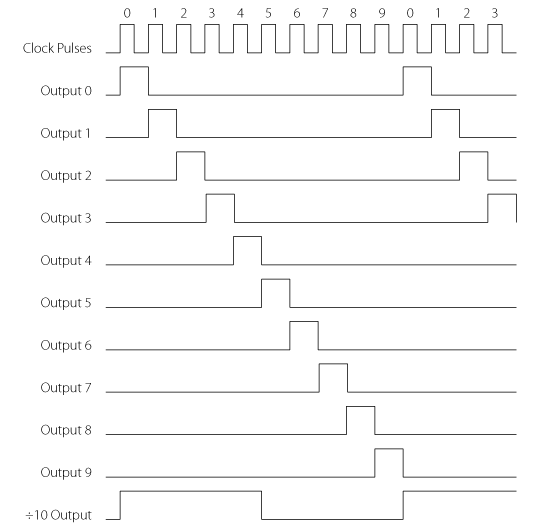 0 1 2 3 4 5 6 7 8 9 0 1 2 3
Clock Pulses
Output 0
Output 1
Output 2
Output 3
Output 4
Output 5
Output 6
Output 7
Output 8
Output 9
÷10 Output